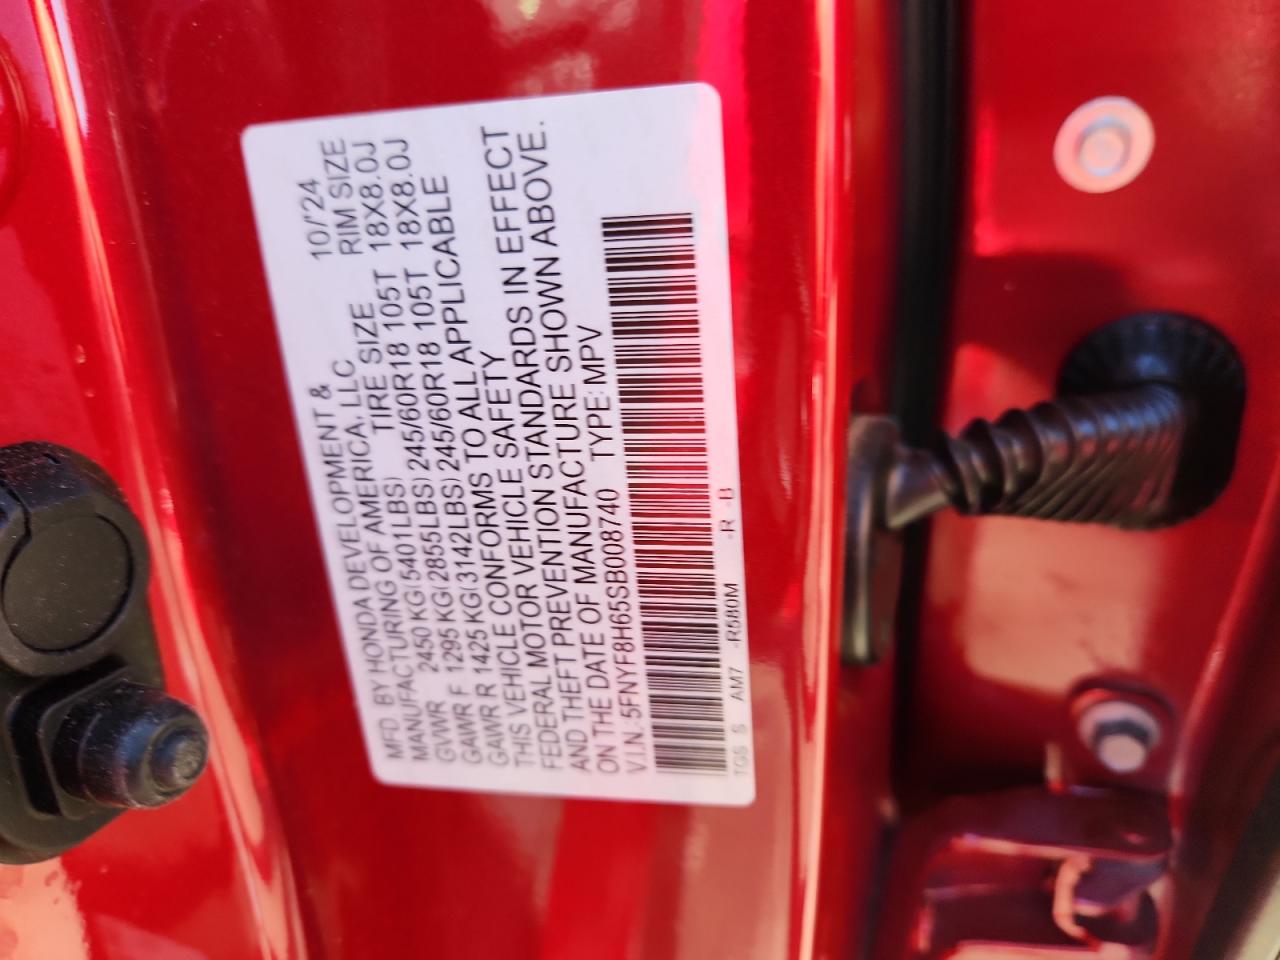 MFD. BY HONDA DEVELOPMENT & 10/'24
MANUFACTURING OF AMERICA, LLC RIM SIZE
GVWR 2450 KG(5401LBS) TIRE SIZE 18X8.0J
GAWR F 1295 KG(2855LBS) 245/60R18 105T 18X8.0J
GAWR R 1425 KG(3142LBS) 245/60R18 105T
THIS VEHICLE CONFORMS TO ALL APPLICABLE
FEDERAL MOTOR VEHICLE SAFETY
AND THEFT PREVENTION STANDARDS IN EFFECT
ON THE DATE OF MANUFACTURE SHOWN ABOVE.
V.I.N.:5FNYF8H65SB008740 TYPE:MPV
TGS S AM7 -R580M -R -B